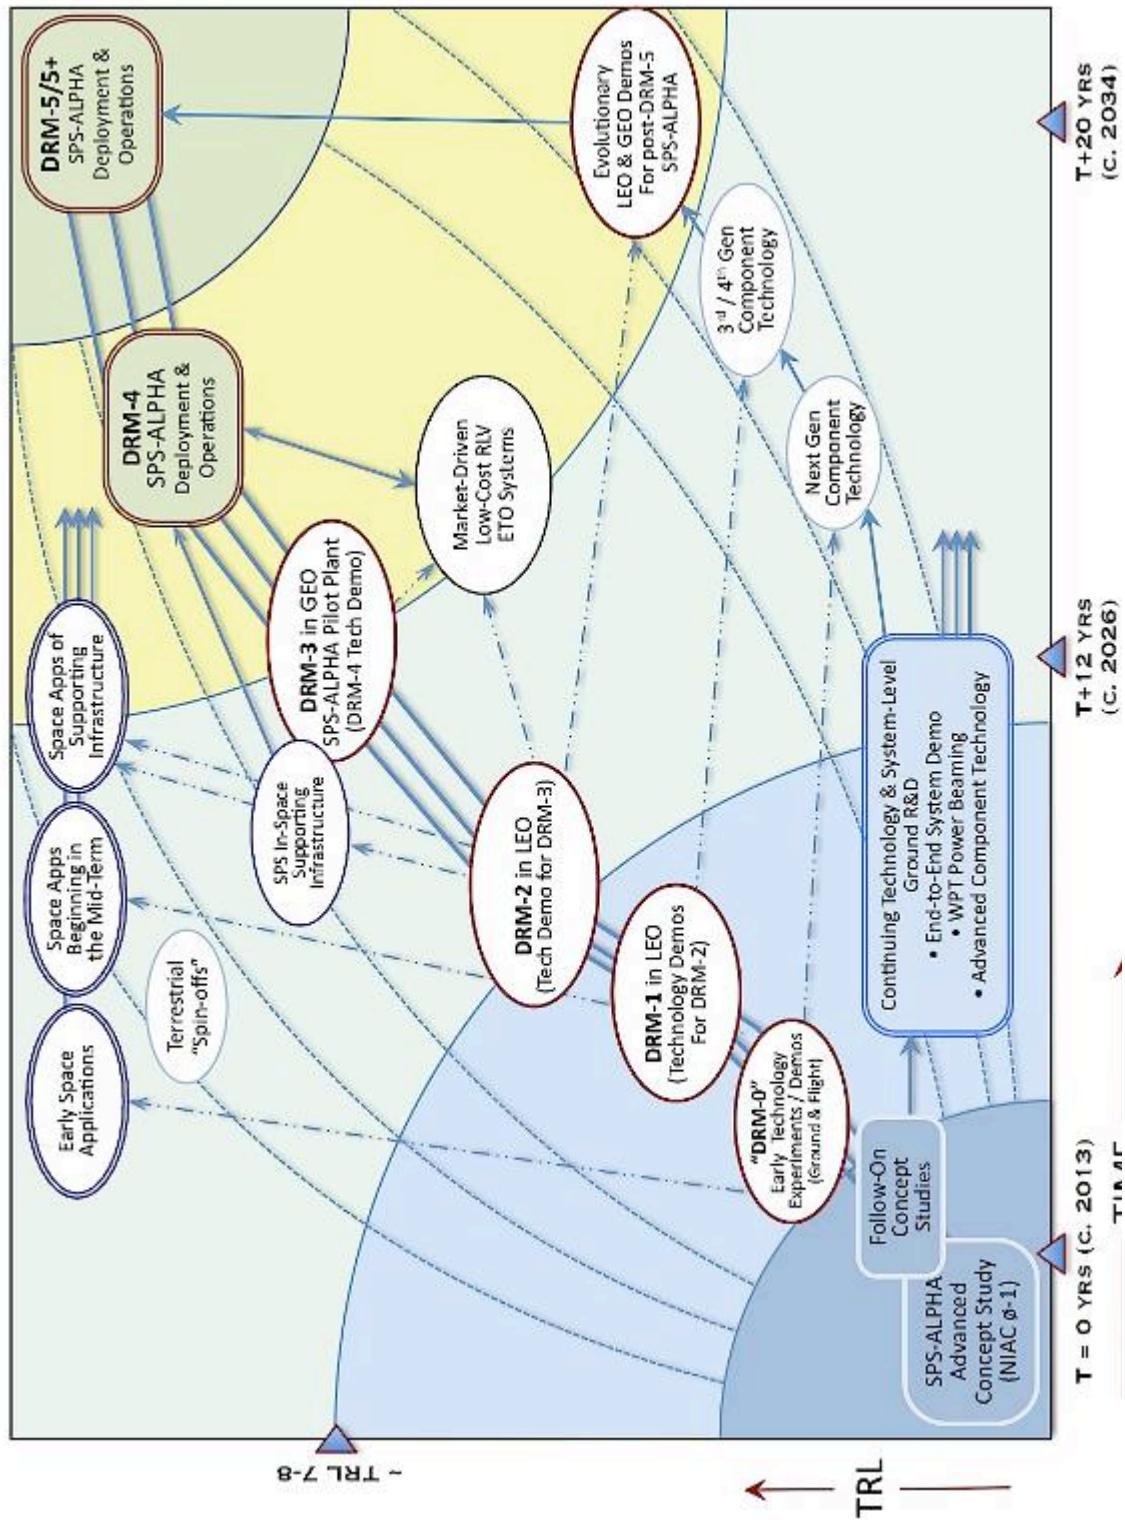 Early Space
Applications
Space Apps
Beginning in
the Mid-Term
Space Apps of
Supporting
Infrastructure
DRM-5/5+
SPS-ALPHA
Deployment &
Operations
Terrestrial
“Spin-offs”
DRM-4
SPS-ALPHA
Deployment &
Operations
SPS In-Space
Supporting
Infrastructure
DRM-3 in GEO
SPS-ALPHA Pilot Plant
(DRM-4 Tech Demo)
~ TRL 7-8
DRM-2 in LEO
(Tech Demo for DRM-3)
Market-Driven
Low-Cost RLV
ETO Systems
Evolutionary
LEO & GEO Demos
For post-DRM-5
SPS-ALPHA
DRM-1 in LEO
(Technology Demos
For DRM-2)
3rd / 4th Gen
Component
Technology
“DRM-0”
Early Technology
Experiments / Demos
(Ground & Flight)
Next Gen
Component
Technology
TRL
Follow-On
Concept
Studies
SPS-ALPHA
Advanced
Concept Study
(NIAC ø-1)
Continuing Technology & System-Level
Ground R&D
• End-to-End System Demo
• WPT Power Beaming
• Advanced Component Technology
T = 0 YRS (C. 2013)
T+12 YRS
(C. 2026)
T+20 YRS
(C. 2034)
TIME